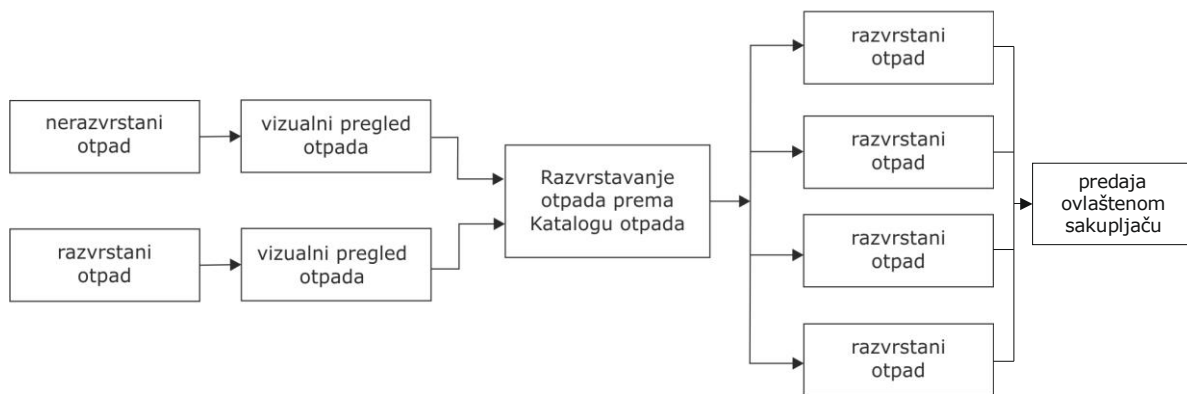 nerazvrstani
otpad
vizualni pregled
otpada
razvrstani
otpad
vizualni pregled
otpada
Razvrstavanje
otpada prema
Katalogu otpada
razvrstani
otpad
razvrstani
otpad
razvrstani
otpad
razvrstani
otpad
predaja
ovlaštenom
sakupljaču